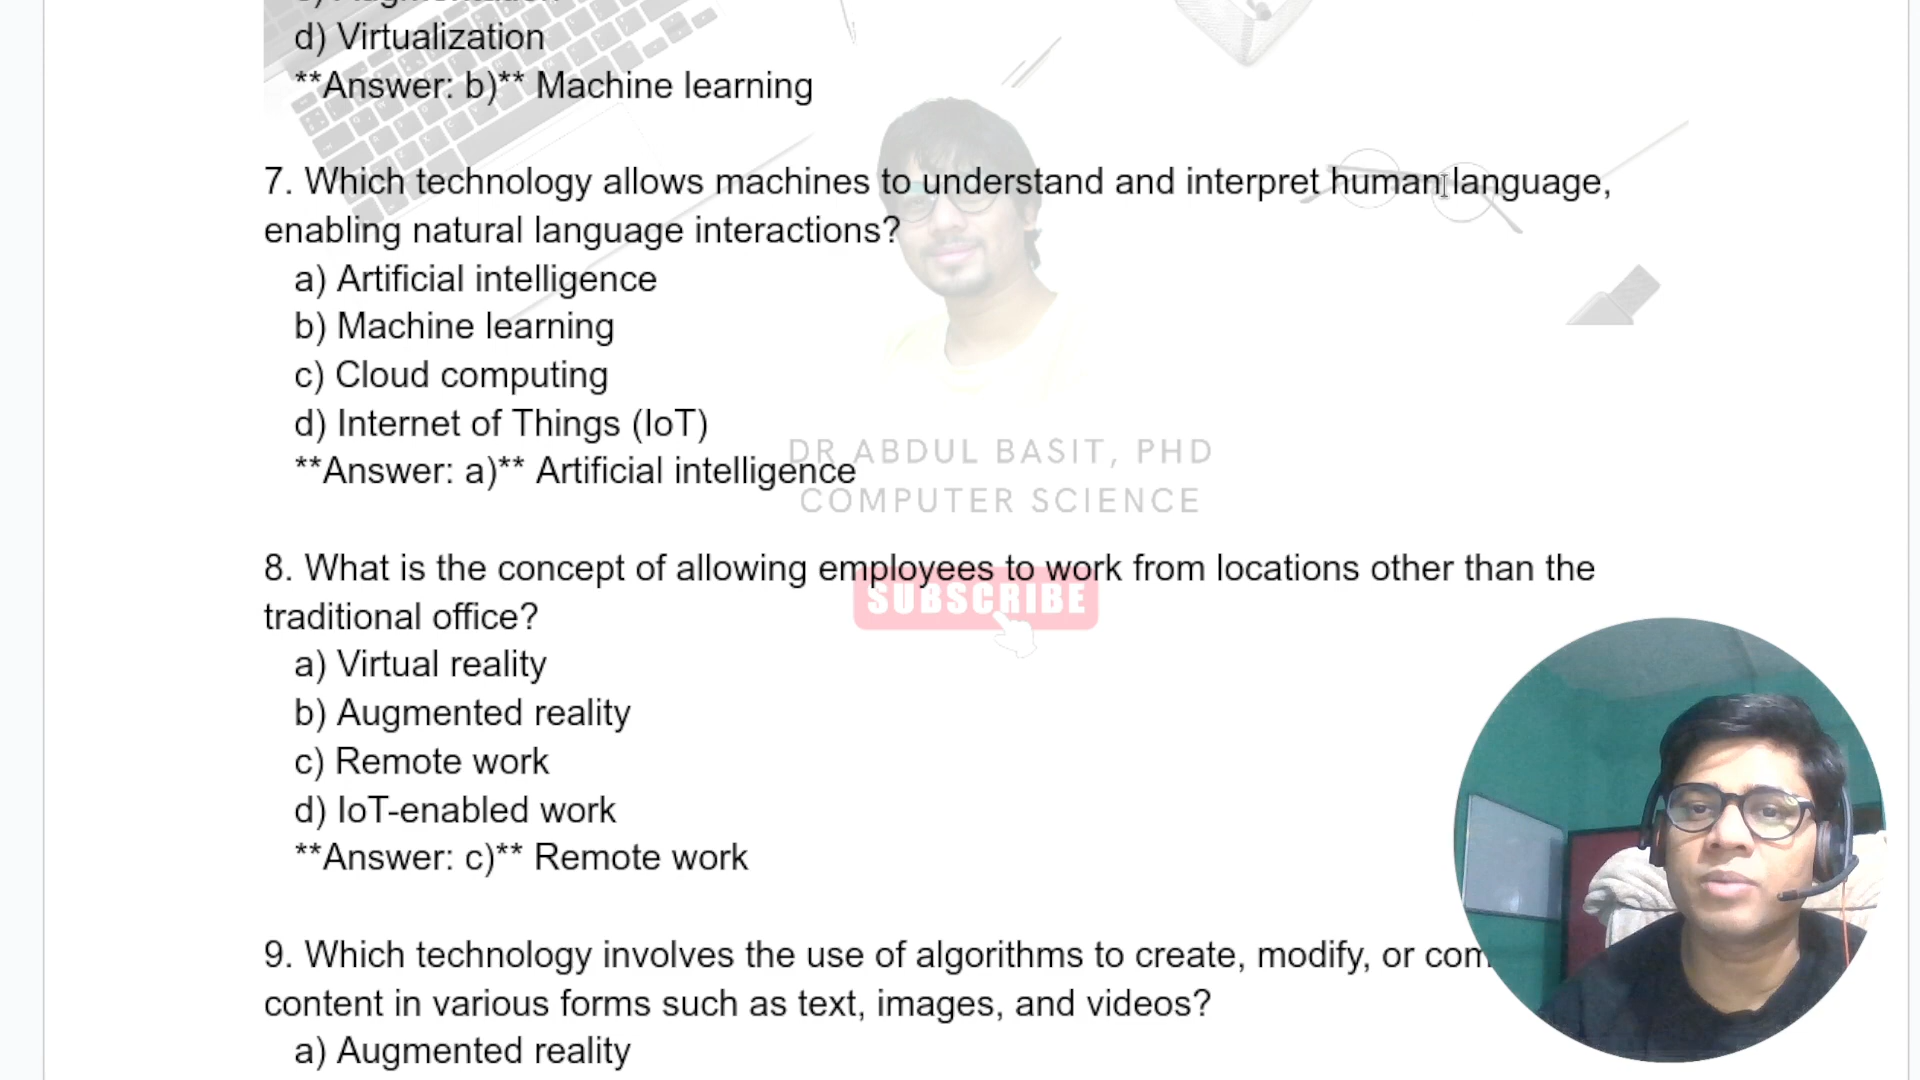 d) Virtualization
**Answer: b)** Machine learning
7. Which technology allows machines to understand and interpret human language,
enabling natural language interactions?
a) Artificial intelligence
b) Machine learning
c) Cloud computing
d) Internet of Things (IoT)
**Answer: a)** Artificial intelligence
DR ABDUL BASIT, PHD
COMPUTER SCIENCE
8. What is the concept of allowing employees to work from locations other than the
traditional office?
SUBSCRIBE
a) Virtual reality
b) Augmented reality
c) Remote work
d) IoT-enabled work
**Answer: c)** Remote work
9. Which technology involves the use of algorithms to create, modify, or
content in various forms such as text, images, and videos?
a) Augmented reality